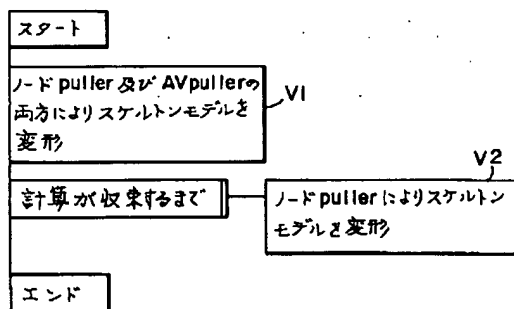 スタート
ノードpuller及びAVpullerの
両方によりスケルトンモデルを
変形
V1
計算が収束するまで
V2
ノードpullerによりスケルトン
モデルを変形
エンド